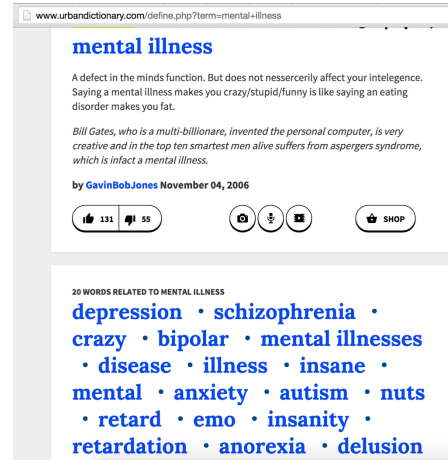 www.urbandictionary.com/define.php?term=mental+illness
mental illness
A defect in the minds function. But does not nessercerily affect your intelegence.
Saying a mental illness makes you crazy/stupid/funny is like saying an eating
disorder makes you fat.
Bill Gates, who is a multi-billionare, invented the personal computer, is very
creative and in the top ten smartest men alive suffers from aspergers syndrome,
which is infact a mental illness.
by GavinBobJones November 04, 2006
131 55 SHOP
20 WORDS RELATED TO MENTAL ILLNESS
depression • schizophrenia •
crazy • bipolar • mental illnesses
• disease • illness • insane •
mental • anxiety • autism • nuts
• retard • emo • insanity •
retardation • anorexia • delusion